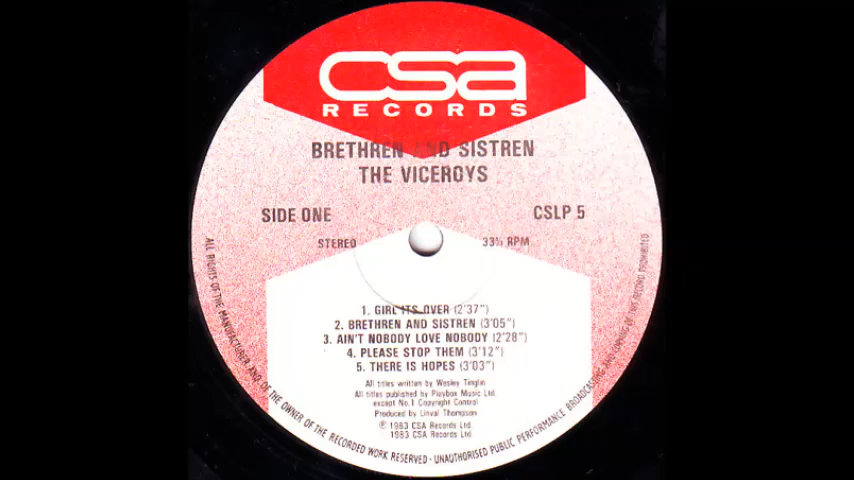 csa
RECORDS
BRETHREN AND SISTREN
THE VICEROYS
SIDE ONE
CSLP 5
STEREO
33⅓ RPM
1. GIRL ITS OVER (2'37")
2. BRETHREN AND SISTREN (3'05")
3. AIN'T NOBODY LOVE NOBODY (2'28")
4. PLEASE STOP THEM (3'12")
5. THERE IS HOPES (3'03")
All titles written by Wesley Tinglin
All titles published by Playbox Music Ltd.
except No.1 Copyright Control
Produced by Linval Thompson
℗ 1983 CSA Records Ltd.
1983 CSA Records Ltd.
ALL RIGHTS OF THE MANUFACTURER AND OF THE OWNER OF THE RECORDED WORK RESERVED - UNAUTHORISED PUBLIC PERFORMANCE BROADCASTING AND COPYING OF THIS RECORD PROHIBITED